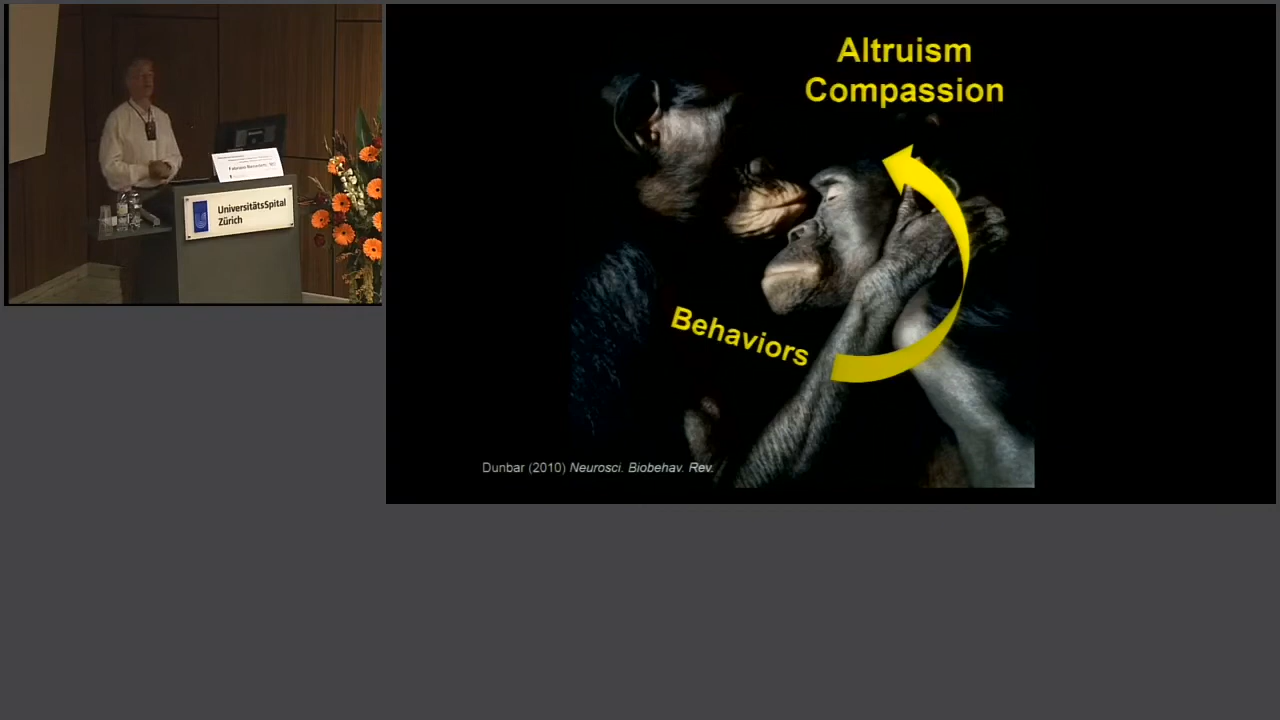 UniversitätsSpital
Zürich
Altruism
Compassion
Behaviors
Dunbar (2010) Neurosci. Biobehav. Rev.